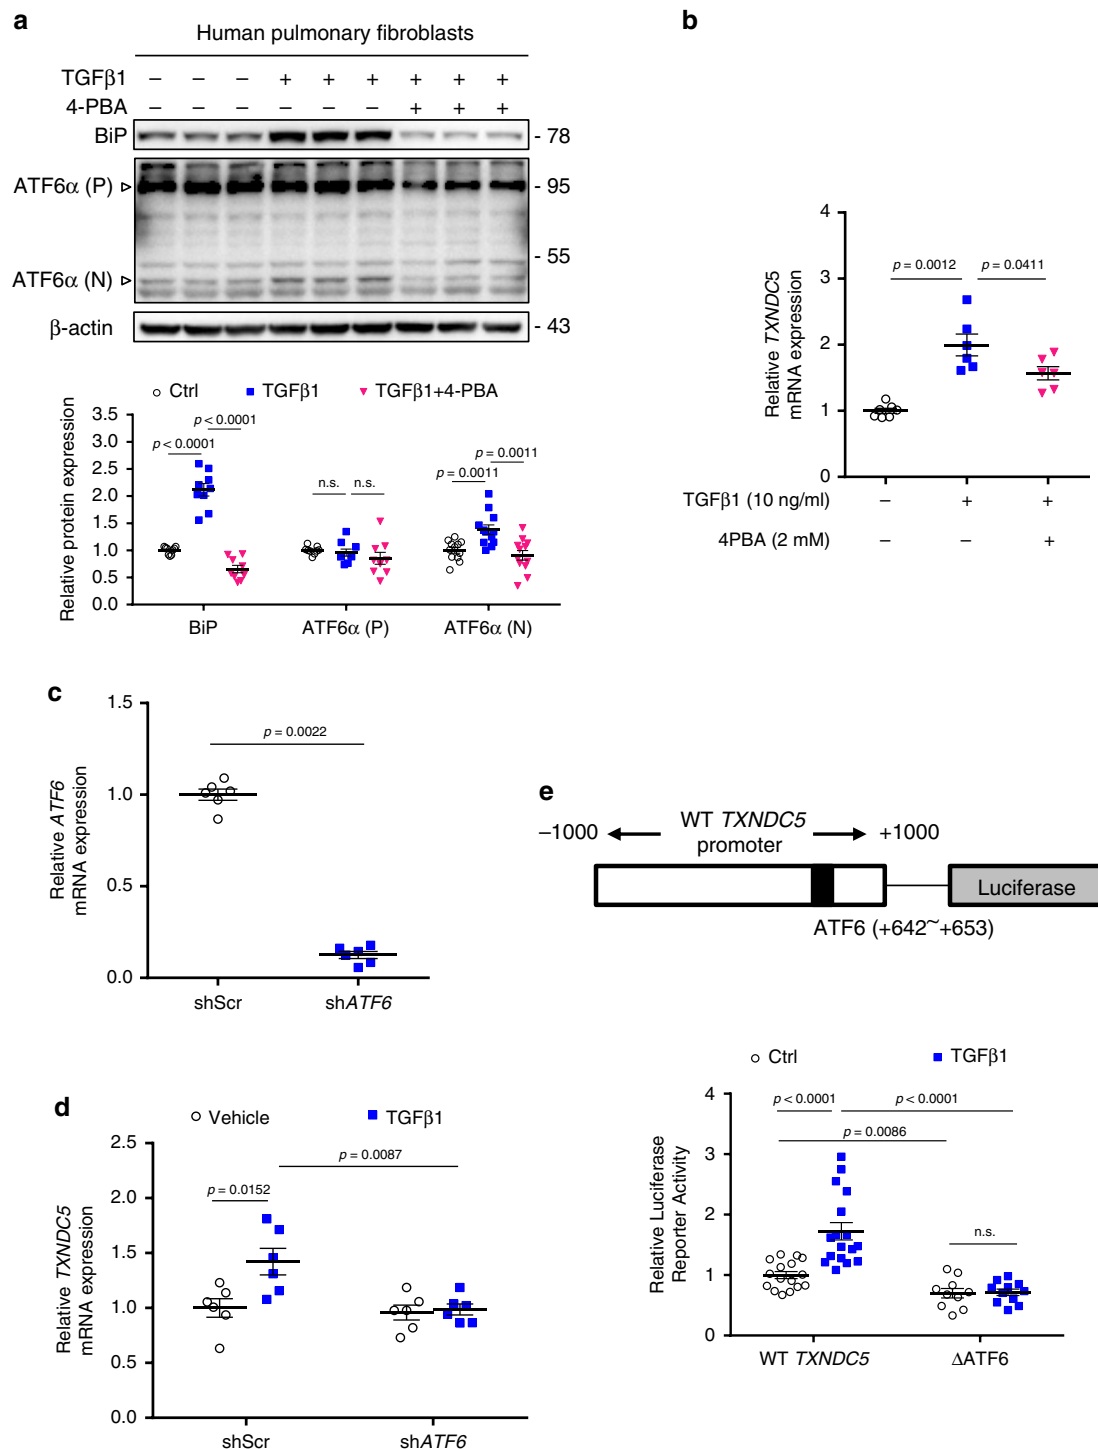 a
Human pulmonary fibroblasts
TGFβ1 – – – + + + + + +
4-PBA – – – – – – + + +
BiP - 78
ATF6α (P) - 95
- 55
ATF6α (N)
β-actin - 43
Ctrl TGFβ1 TGFβ1+4-PBA
Relative protein expression
3.5
3.0
2.5
2.0
1.5
1.0
0.5
0.0
p < 0.0001
p < 0.0001
n.s. n.s.
p = 0.0011
p = 0.0011
BiP ATF6α (P) ATF6α (N)
b
Relative TXNDC5
mRNA expression
4
3
2
1
0
p = 0.0012 p = 0.0411
TGFβ1 (10 ng/ml) – + +
4PBA (2 mM) – – +
c
Relative ATF6
mRNA expression
1.5
1.0
0.5
0.0
p = 0.0022
shScr shATF6
d
Vehicle TGFβ1
Relative TXNDC5
mRNA expression
2.5
2.0
1.5
1.0
0.5
0.0
p = 0.0152
p = 0.0087
shScr shATF6
e
–1000 WT TXNDC5 +1000
promoter
Luciferase
ATF6 (+642~+653)
Ctrl TGFβ1
Relative Luciferase
Reporter Activity
4
3
2
1
0
p < 0.0001 p < 0.0001
p = 0.0086
n.s.
WT TXNDC5 ΔATF6